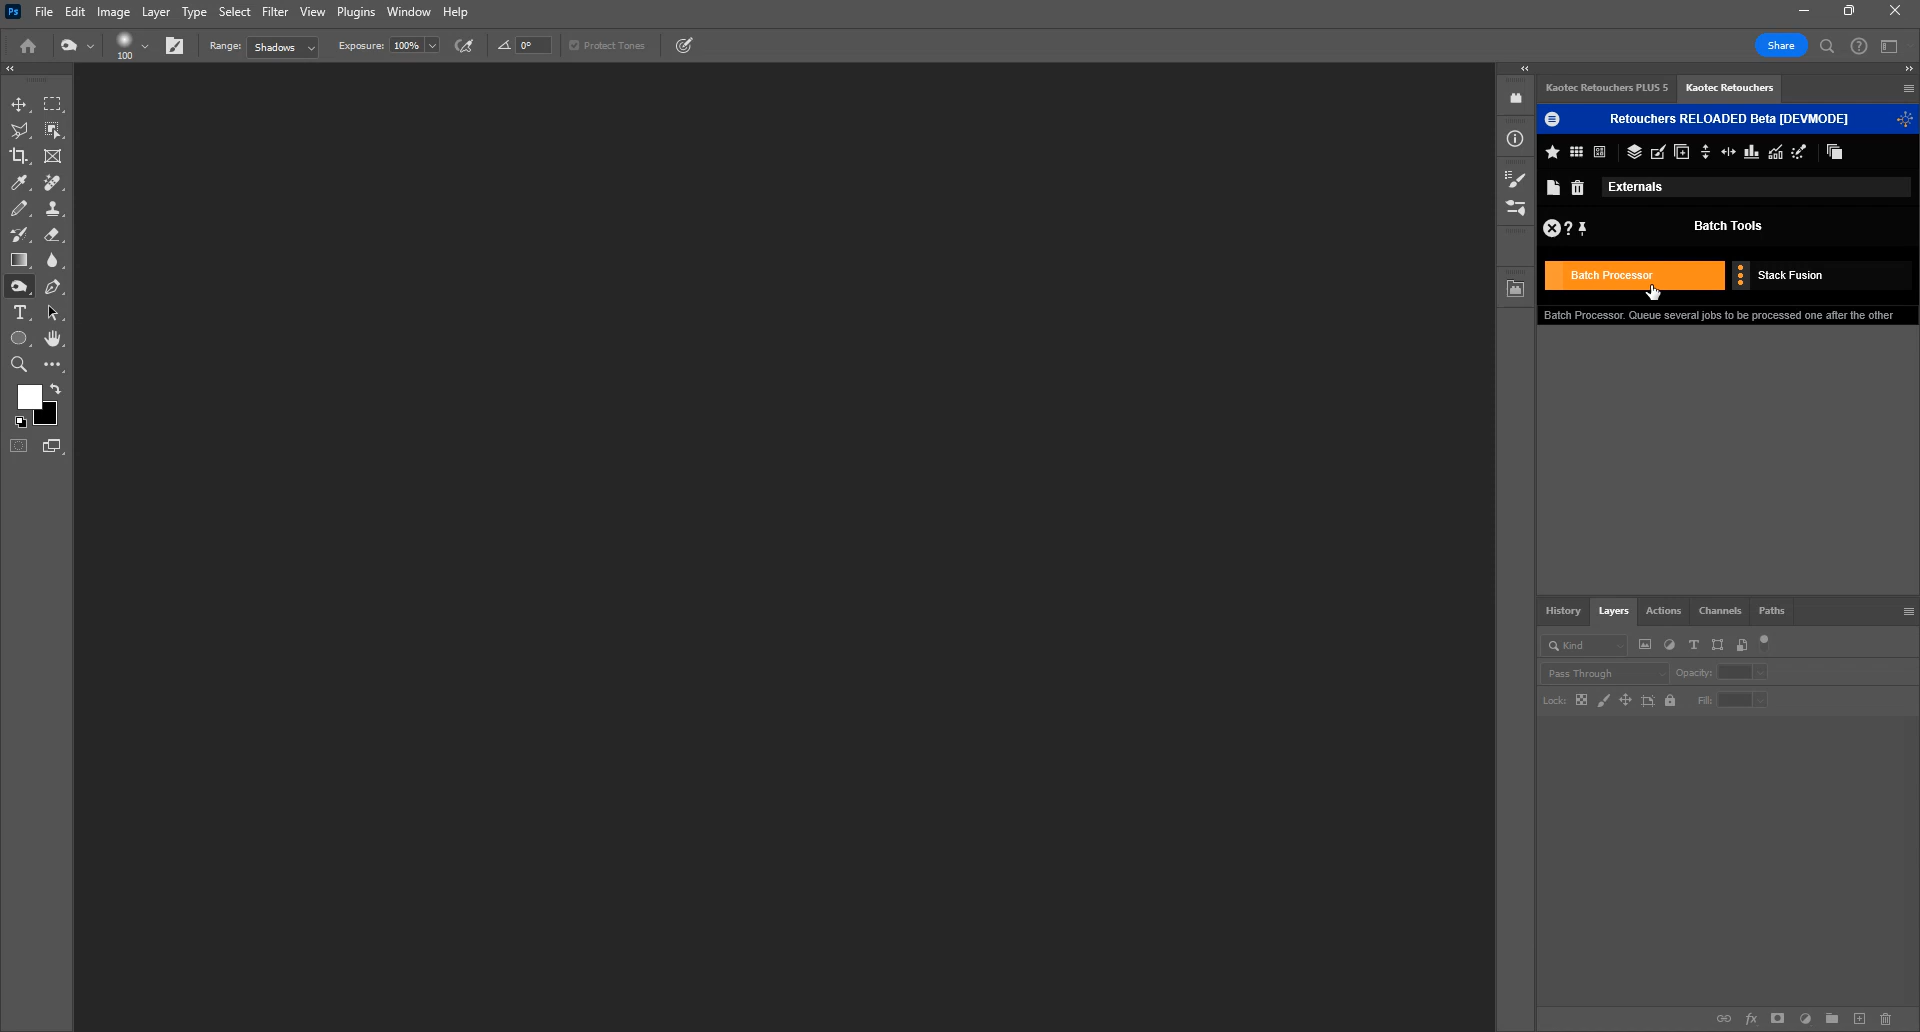 Ps File Edit Image Layer Type Select Filter View Plugins Window Help
100 Range: Shadows Exposure: 100% 0° Protect Tones Share
Kaotec Retouchers PLUS 5 Kaotec Retouchers
Retouchers RELOADED Beta [DEVMODE]
Externals
Batch Tools
Batch Processor Stack Fusion
Batch Processor. Queue several jobs to be processed one after the other
History Layers Actions Channels Paths
Kind
Pass Through Opacity:
Lock: Fill:
fx